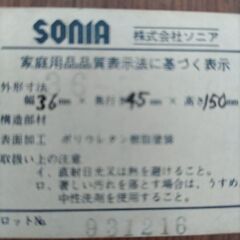 SONIA 株式会社ソニア
家庭用品品質表示法に基づく表示
外形寸法
幅36mm × 奥行45mm × 高さ150mm
構造部材
表面加工 ポリウレタン樹脂塗装
取扱い上の注意
イ、直射日光又は熱を避けること。
ロ、著しい汚れを落とす場合は、うすめ
中性洗剤を使用すること。
ロットNo. 931216